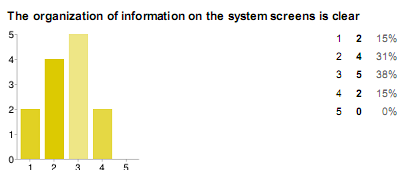 The organization of information on the system screens is clear
5
4
3
2
1
0
1 2 3 4 5
1 2 15%
2 4 31%
3 5 38%
4 2 15%
5 0 0%